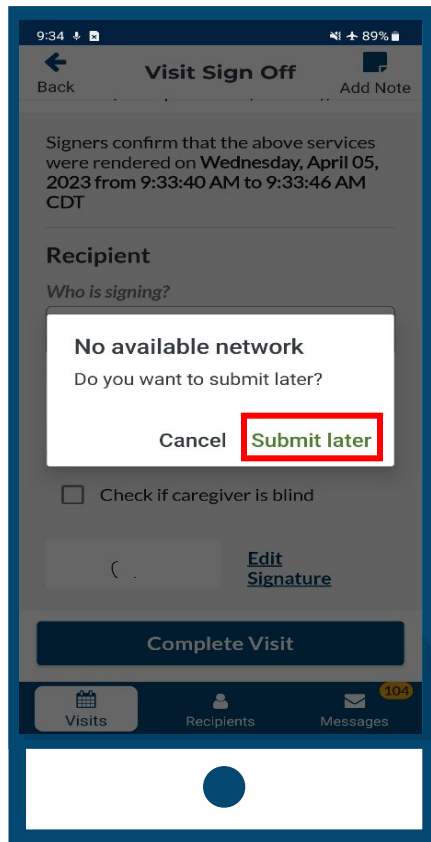 9:34
89%
Back
Visit Sign Off
Add Note
Signers confirm that the above services
were rendered on Wednesday, April 05,
2023 from 9:33:40 AM to 9:33:46 AM
CDT
Recipient
Who is signing?
No available network
Do you want to submit later?
Cancel Submit later
Check if caregiver is blind
Edit
Signature
Complete Visit
104
Visits Recipients Messages